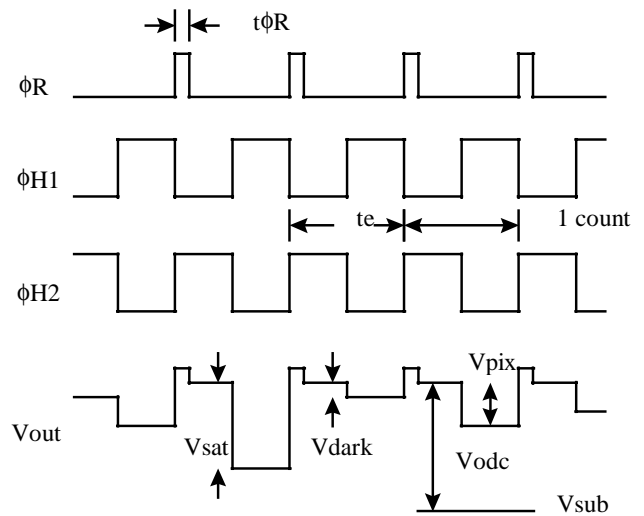 tϕR
ϕR
ϕH1
te
1 count
ϕH2
Vpix
Vout
Vsat
Vdark
Vodc
Vsub